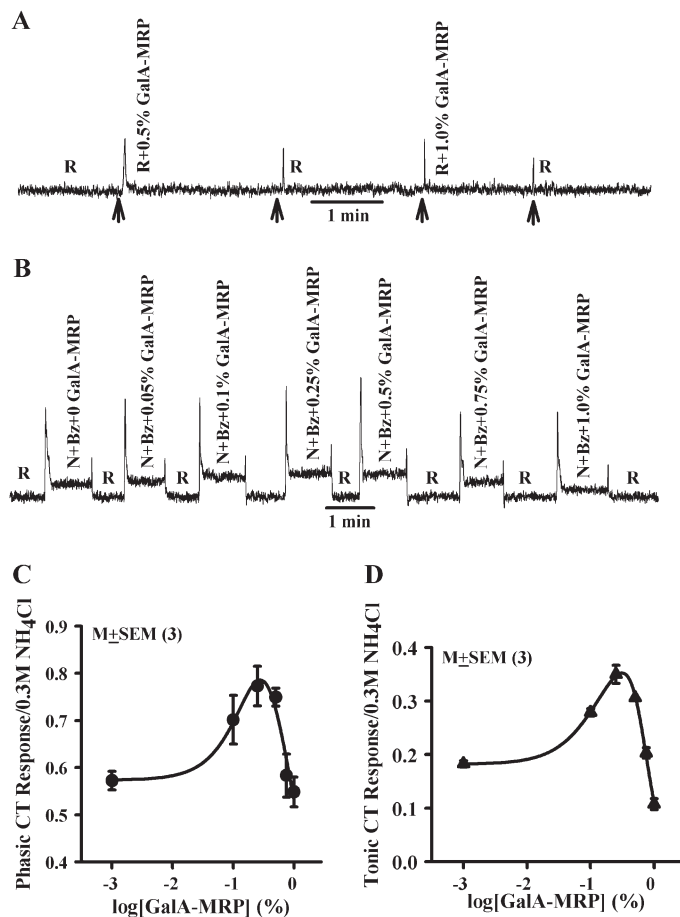 A
R
R+0.5% GalA-MRP
R
R+1.0% GalA-MRP
R
1 min
B
R
N+Bz+0 GalA-MRP
R
N+Bz+0.05% GalA-MRP
R
N+Bz+0.1% GalA-MRP
N+Bz+0.25% GalA-MRP
R
N+Bz+0.5% GalA-MRP
R
N+Bz+0.75% GalA-MRP
R
N+Bz+1.0% GalA-MRP
R
1 min
C
M±SEM (3)
Phasic CT Response/0.3M NH4Cl
0.9
0.8
0.7
0.6
0.5
0.4
-3
-2
-1
0
log[GalA-MRP] (%)
D
M±SEM (3)
Tonic CT Response/0.3M NH4Cl
0.4
0.3
0.2
0.1
0.0
-3
-2
-1
0
log[GalA-MRP] (%)